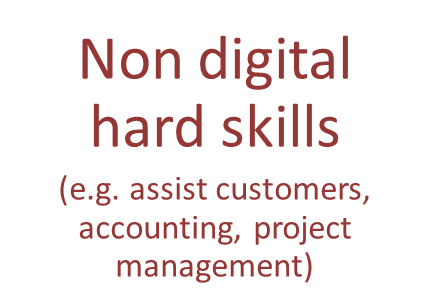 Non digital
hard skills
(e.g. assist customers,
accounting, project
management)